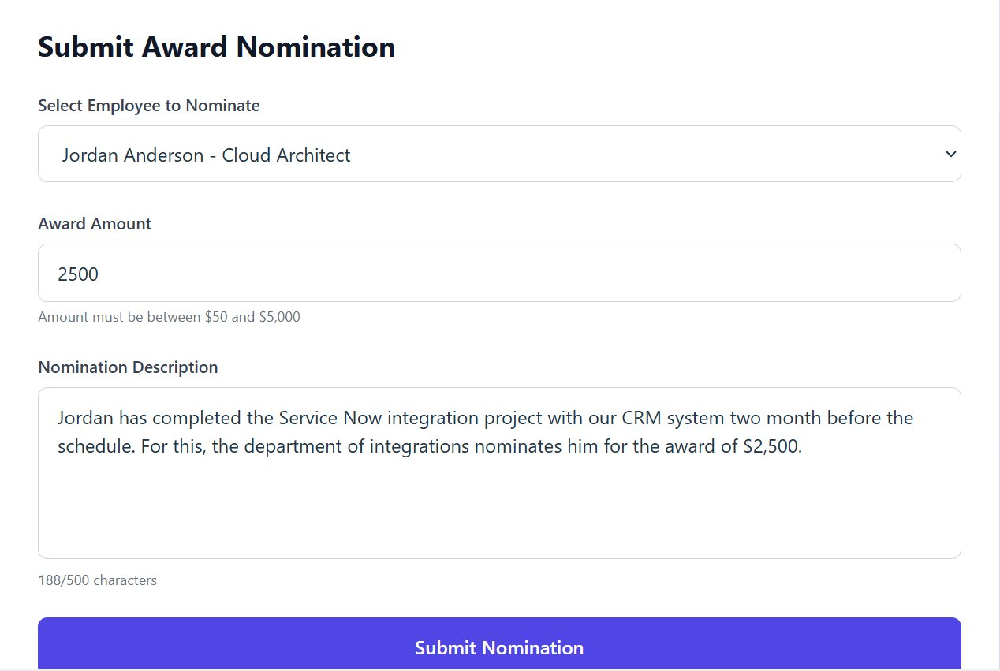 Submit Award Nomination
Select Employee to Nominate
Jordan Anderson - Cloud Architect
Award Amount
2500
Amount must be between $50 and $5,000
Nomination Description
Jordan has completed the Service Now integration project with our CRM system two month before the
schedule. For this, the department of integrations nominates him for the award of $2,500.
188/500 characters
Submit Nomination